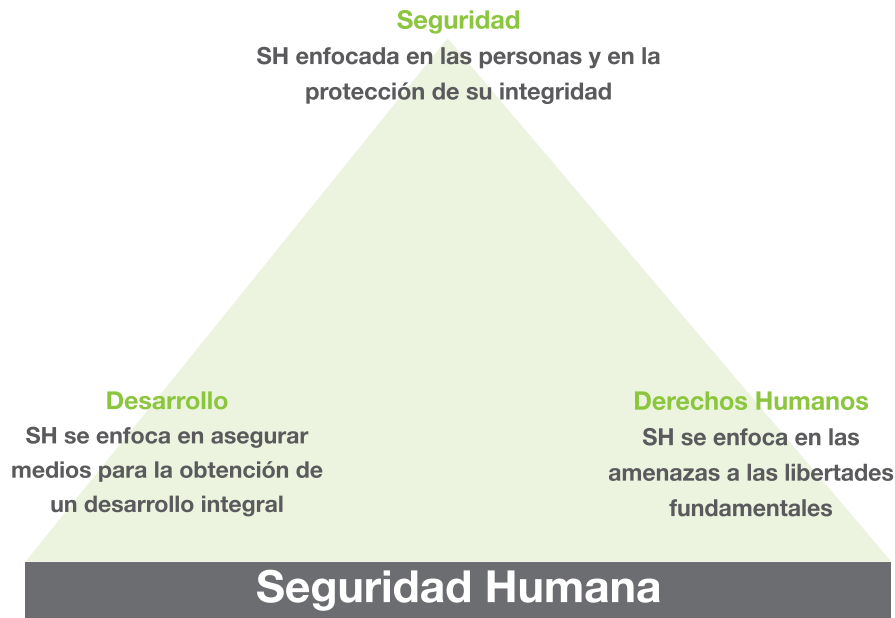 Seguridad
SH enfocada en las personas y en la
protección de su integridad
Desarrollo
SH se enfoca en asegurar
medios para la obtención de
un desarrollo integral
Derechos Humanos
SH se enfoca en las
amenazas a las libertades
fundamentales
Seguridad Humana